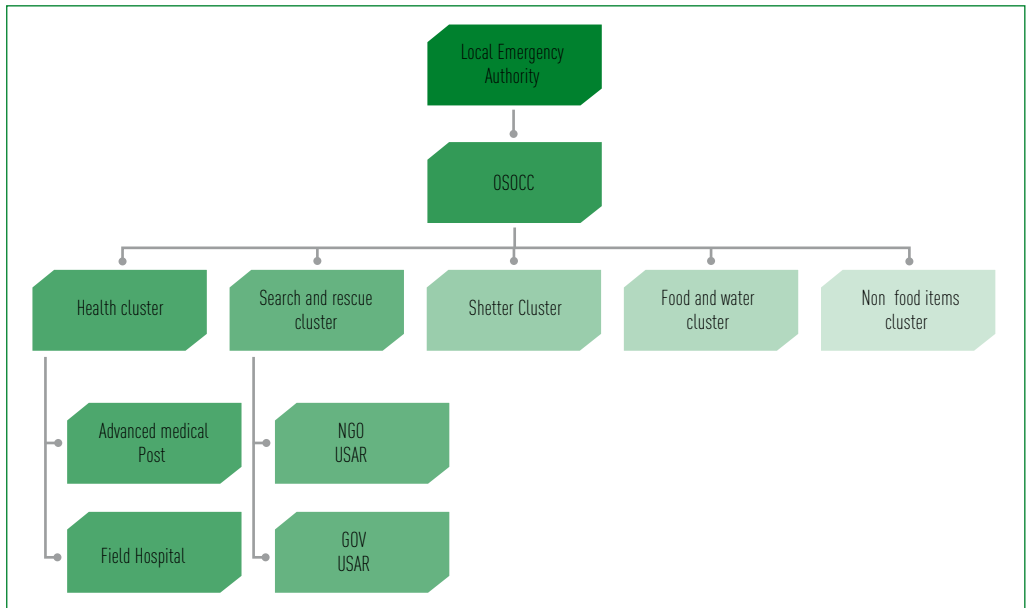 Local Emergency
Authority
OSOCC
Health cluster
Search and rescue
cluster
Shetter Cluster
Food and water
cluster
Non food items
cluster
Advanced medical
Post
NGO
USAR
Field Hospital
GOV
USAR